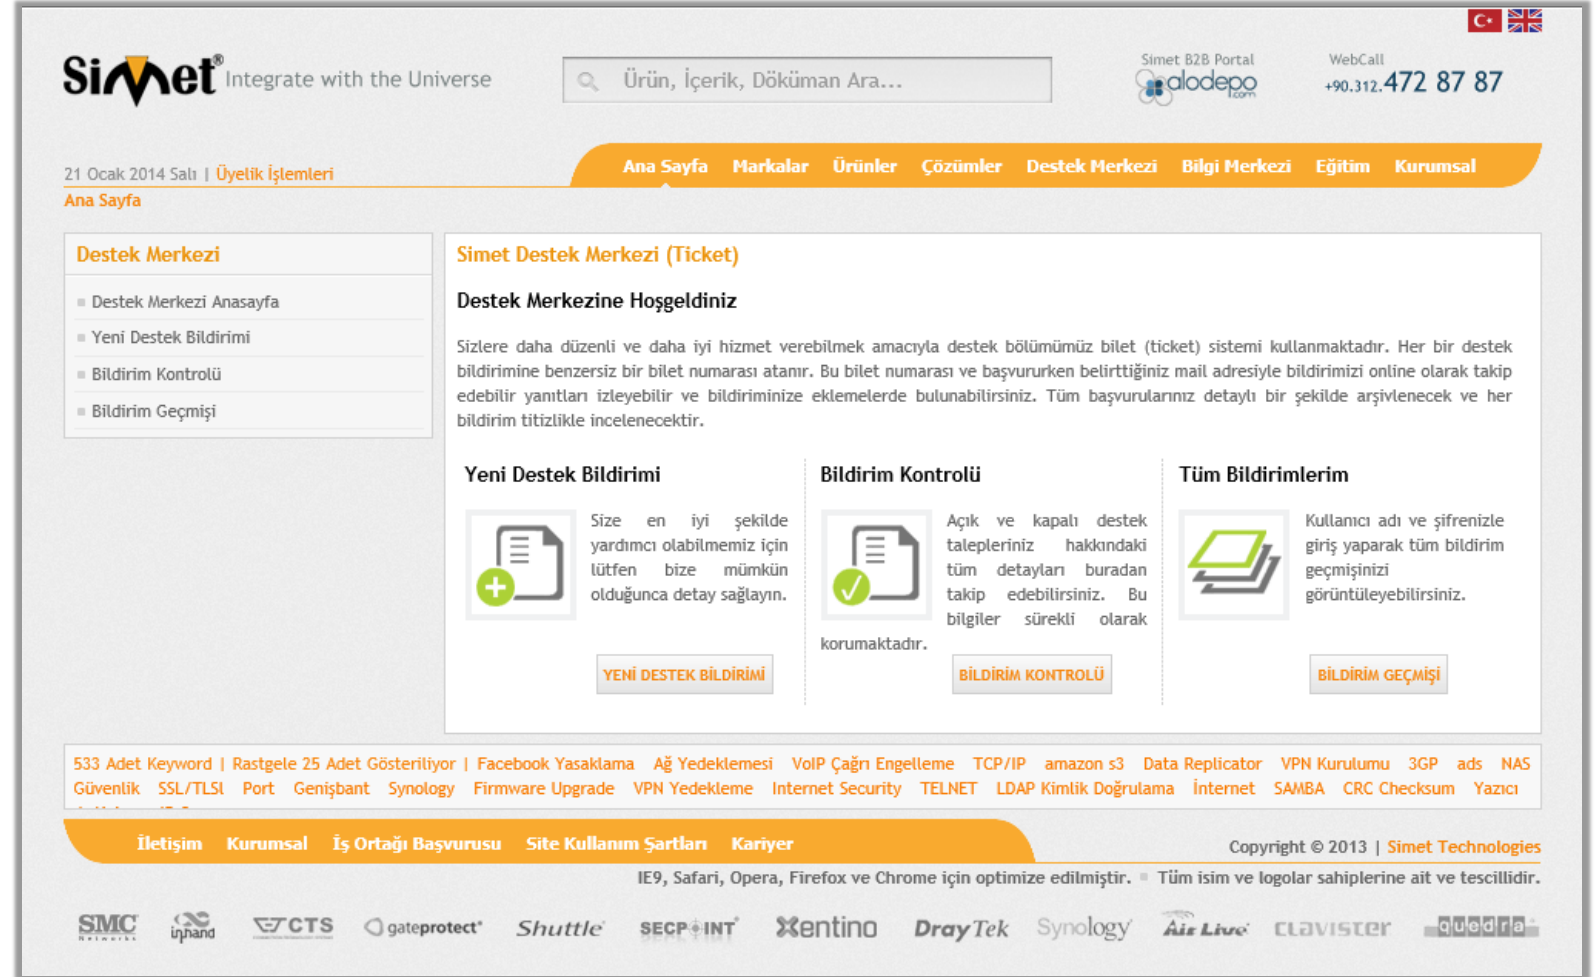 Simet® Integrate with the Universe
Ürün, İçerik, Döküman Ara...
Simet B2B Portal
alodepo.com
WebCall
+90.312.472 87 87
21 Ocak 2014 Salı | Üyelik İşlemleri
Ana Sayfa Markalar Ürünler Çözümler Destek Merkezi Bilgi Merkezi Eğitim Kurumsal
Ana Sayfa
Destek Merkezi
Destek Merkezi Anasayfa
Yeni Destek Bildirimi
Bildirim Kontrolü
Bildirim Geçmişi
Simet Destek Merkezi (Ticket)
Destek Merkezine Hoşgeldiniz
Sizlere daha düzenli ve daha iyi hizmet verebilmek amacıyla destek bölümümüz bilet (ticket) sistemi kullanmaktadır. Her bir destek
bildirimine benzersiz bir bilet numarası atanır. Bu bilet numarası ve başvururken belirttiğiniz mail adresiyle bildirimizi online olarak takip
edebilir yanıtları izleyebilir ve bildiriminize eklemelerde bulunabilirsiniz. Tüm başvurularınız detaylı bir şekilde arşivlenecek ve her
bildirim titizlikle incelenecektir.
Yeni Destek Bildirimi
Size en iyi şekilde
yardımcı olabilmemiz için
lütfen bize mümkün
olduğunca detay sağlayın.
YENİ DESTEK BİLDİRİMİ
Bildirim Kontrolü
Açık ve kapalı destek
talepleriniz hakkındaki
tüm detayları buradan
takip edebilirsiniz. Bu
bilgiler sürekli olarak
korumaktadır.
BİLDİRİM KONTROLÜ
Tüm Bildirimlerim
Kullanıcı adı ve şifrenizle
giriş yaparak tüm bildirim
geçmişinizi
görüntüleyebilirsiniz.
BİLDİRİM GEÇMİŞİ
533 Adet Keyword | Rastgele 25 Adet Gösteriliyor | Facebook Yasaklama Ağ Yedeklemesi VoIP Çağrı Engelleme TCP/IP amazon s3 Data Replicator VPN Kurulumu 3GP ads NAS
Güvenlik SSL/TLSl Port Genişbant Synology Firmware Upgrade VPN Yedekleme Internet Security TELNET LDAP Kimlik Doğrulama İnternet SAMBA CRC Checksum Yazıcı
İletişim Kurumsal İş Ortağı Başvurusu Site Kullanım Şartları Kariyer
Copyright © 2013 | Simet Technologies
IE9, Safari, Opera, Firefox ve Chrome için optimize edilmiştir. Tüm isim ve logolar sahiplerine ait ve tescillidir.
SMC Networks inhand CTS gateprotect Shuttle SECPOINT Xentino DrayTek Synology Air Live CLAVISTER quadra